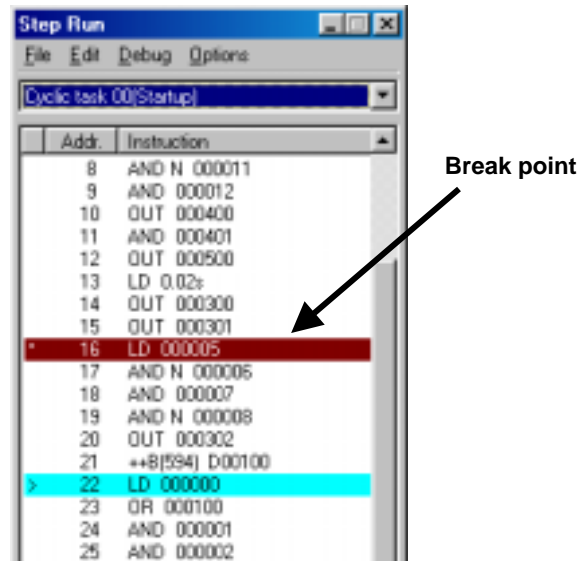 Step Run
File Edit Debug Options
Cyclic task 00(Startup)
Addr. Instruction
8 AND N 000011
9 AND 000012
10 OUT 000400
11 AND 000401
12 OUT 000500
13 LD 0.02s
14 OUT 000300
15 OUT 000301
* 16 LD 000005
17 AND N 000006
18 AND 000007
19 AND N 000008
20 OUT 000302
21 ++B(594) D00100
> 22 LD 000000
23 OR 000100
24 AND 000001
25 AND 000002
Break point